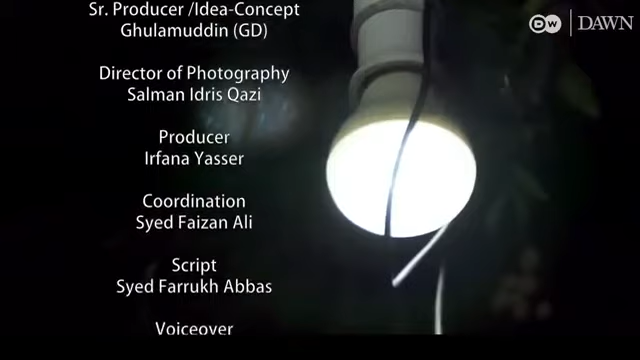 Sr. Producer /Idea-Concept
Ghulamuddin (GD)
DW | DAWN
Director of Photography
Salman Idris Qazi
Producer
Irfana Yasser
Coordination
Syed Faizan Ali
Script
Syed Farrukh Abbas
Voiceover